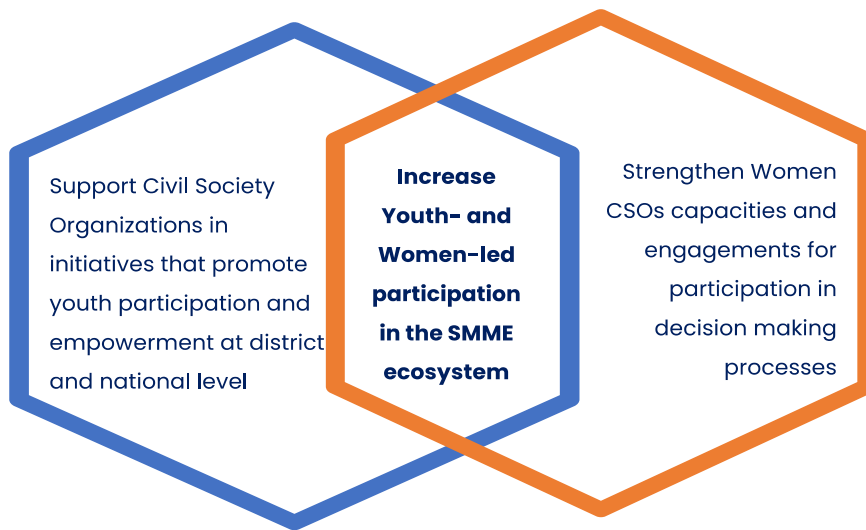 Support Civil Society
Organizations in
initiatives that promote
youth participation and
empowerment at district
and national level
Increase
Youth- and
Women-led
participation
in the SMME
ecosystem
Strengthen Women
CSOs capacities and
engagements for
participation in
decision making
processes